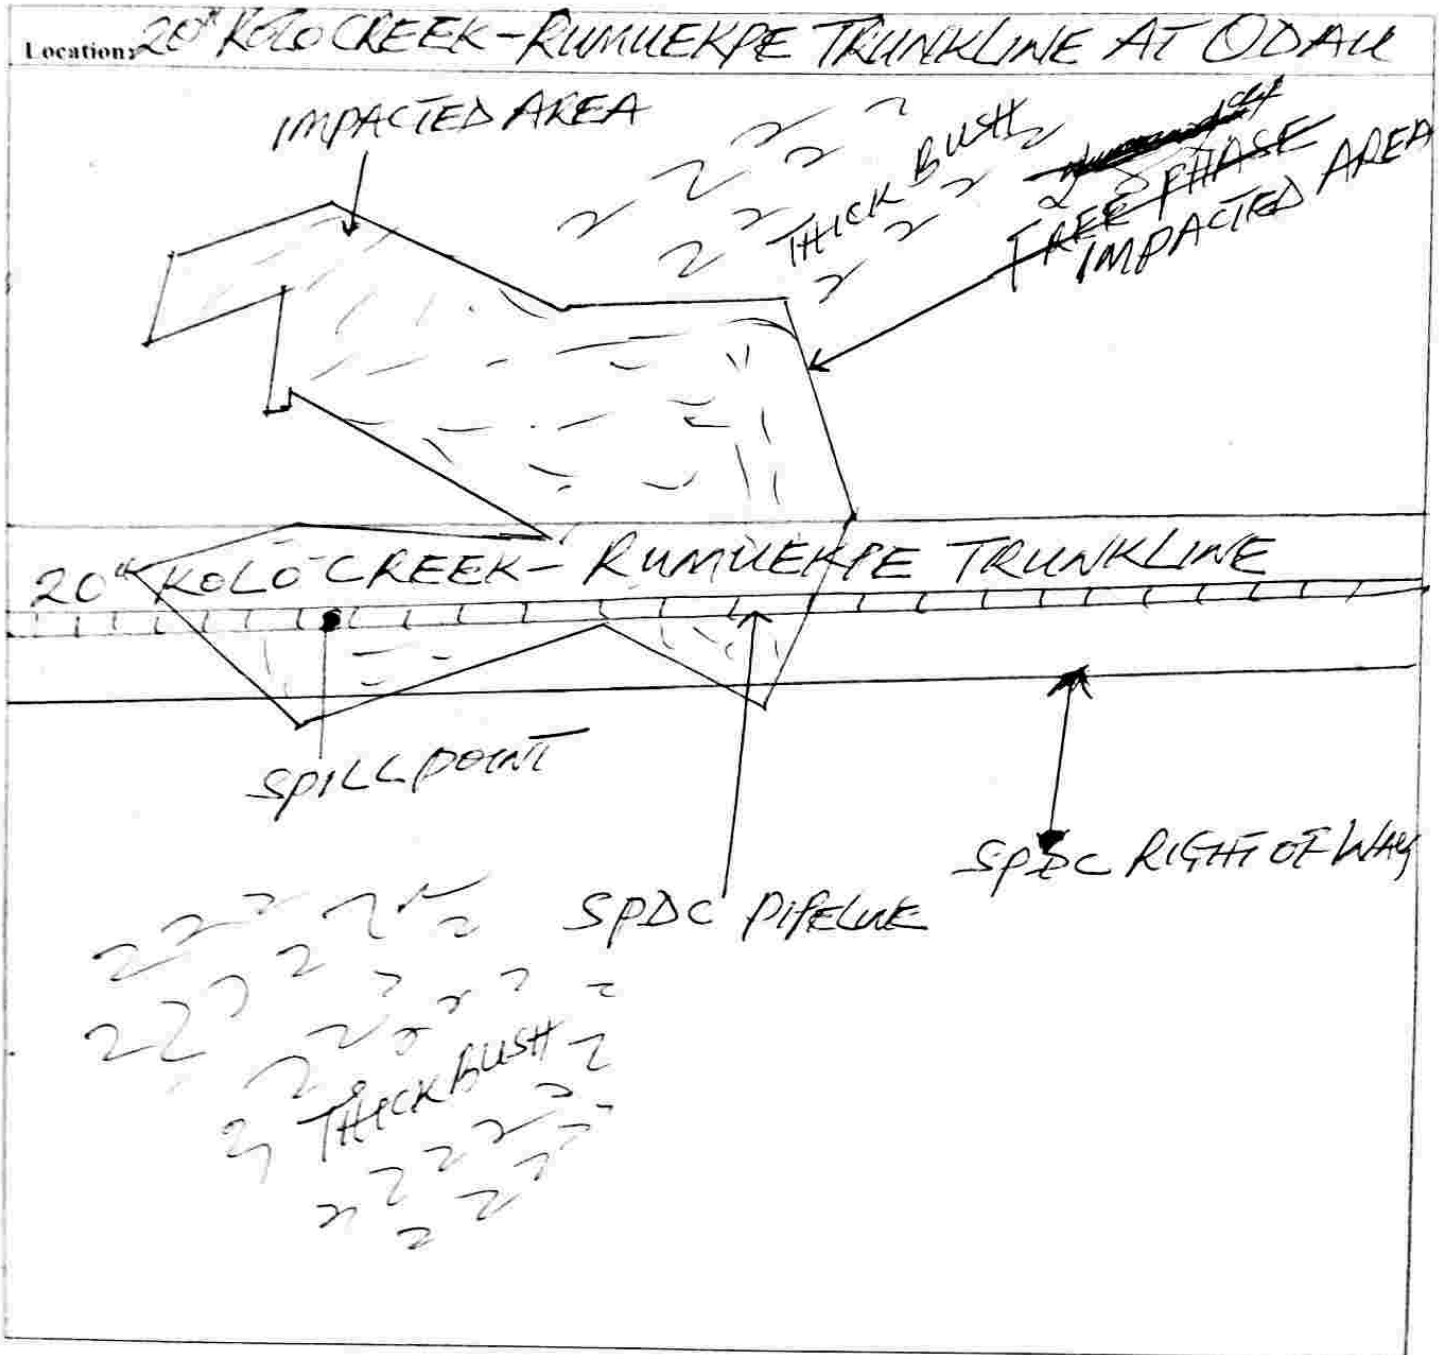 Location: 20" KOLO CREEK-RUMUEKPE TRUNKLINE AT ODAU
IMPACTED AREA
THICK BUSH
FREE PHASE
IMPACTED AREA
20" KOLO CREEK-RUMUEKPE TRUNKLINE
SPILL POINT
SPDC RIGHT OF WAY
SPDC PIPELINE
THICK BUSH